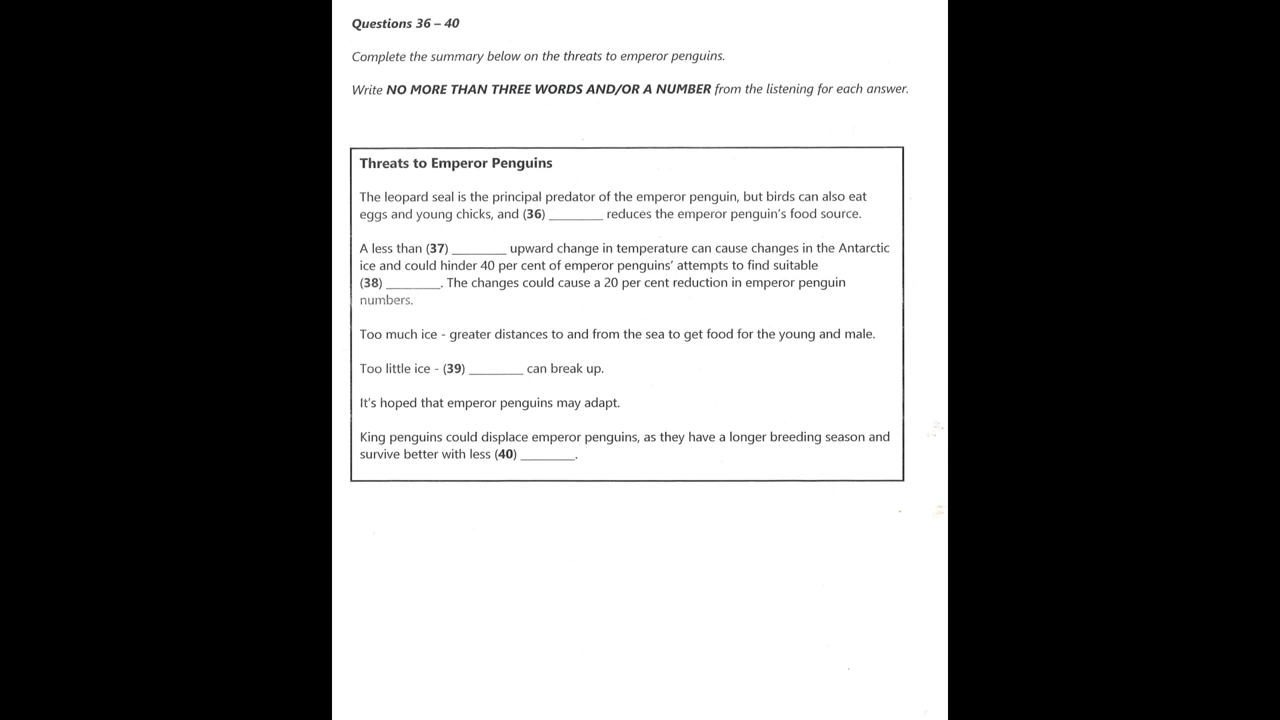 Questions 36 – 40
Complete the summary below on the threats to emperor penguins.
Write NO MORE THAN THREE WORDS AND/OR A NUMBER from the listening for each answer.
Threats to Emperor Penguins
The leopard seal is the principal predator of the emperor penguin, but birds can also eat
eggs and young chicks, and (36) ________ reduces the emperor penguin's food source.
A less than (37) ________ upward change in temperature can cause changes in the Antarctic
ice and could hinder 40 per cent of emperor penguins' attempts to find suitable
(38) ________. The changes could cause a 20 per cent reduction in emperor penguin
numbers.
Too much ice - greater distances to and from the sea to get food for the young and male.
Too little ice - (39) ________ can break up.
It's hoped that emperor penguins may adapt.
King penguins could displace emperor penguins, as they have a longer breeding season and
survive better with less (40) ________.